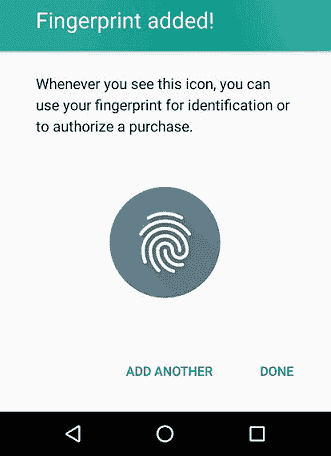 Fingerprint added!
Whenever you see this icon, you can
use your fingerprint for identification or
to authorize a purchase.
ADD ANOTHER DONE